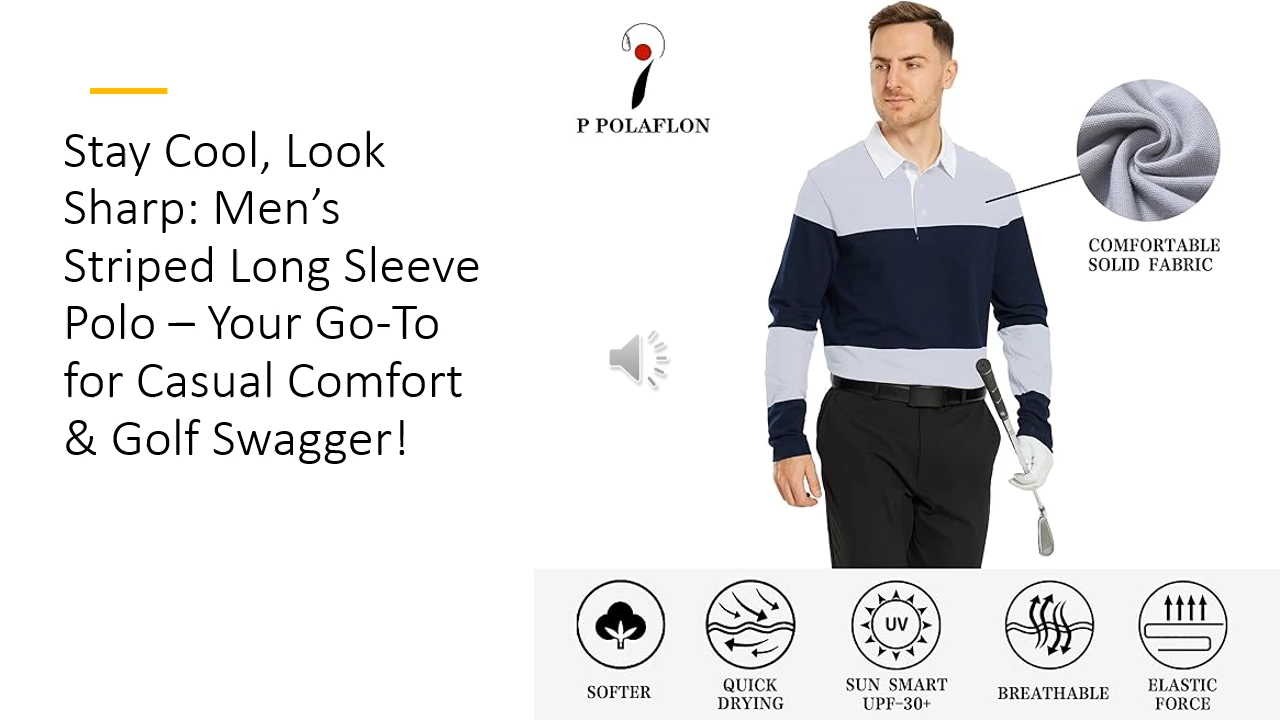 Stay Cool, Look
Sharp: Men’s
Striped Long Sleeve
Polo – Your Go-To
for Casual Comfort
& Golf Swagger!
P POLAFLON
COMFORTABLE
SOLID FABRIC
UV
SOFTER
QUICK
DRYING
SUN SMART
UPF-30+
BREATHABLE
ELASTIC
FORCE